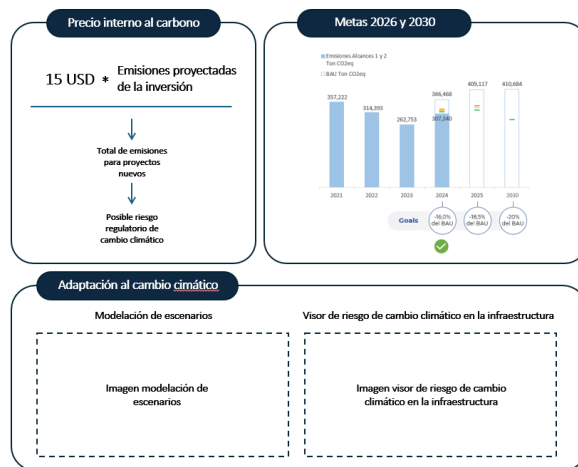 Precio interno al carbono
15 USD * Emisiones proyectadas
de la inversión
Total de emisiones
para proyectos
nuevos
Posible riesgo
regulatorio de
cambio climático
Metas 2026 y 2030
Emisiones Alcances 1 y 2
Ton CO2eq
BAU Ton CO2eq
357,222
314,393
262,753
366,468
307,340
409,117
410,684
2021
2022
2023
2024
2025
2030
Goals
-16,0%
del BAU
-18,5%
del BAU
-20%
del BAU
Adaptación al cambio cimático
Modelación de escenarios
Visor de riesgo de cambio climático en la infraestructura
Imagen modelación de
escenarios
Imagen visor de riesgo de cambio
climático en la infraestructura